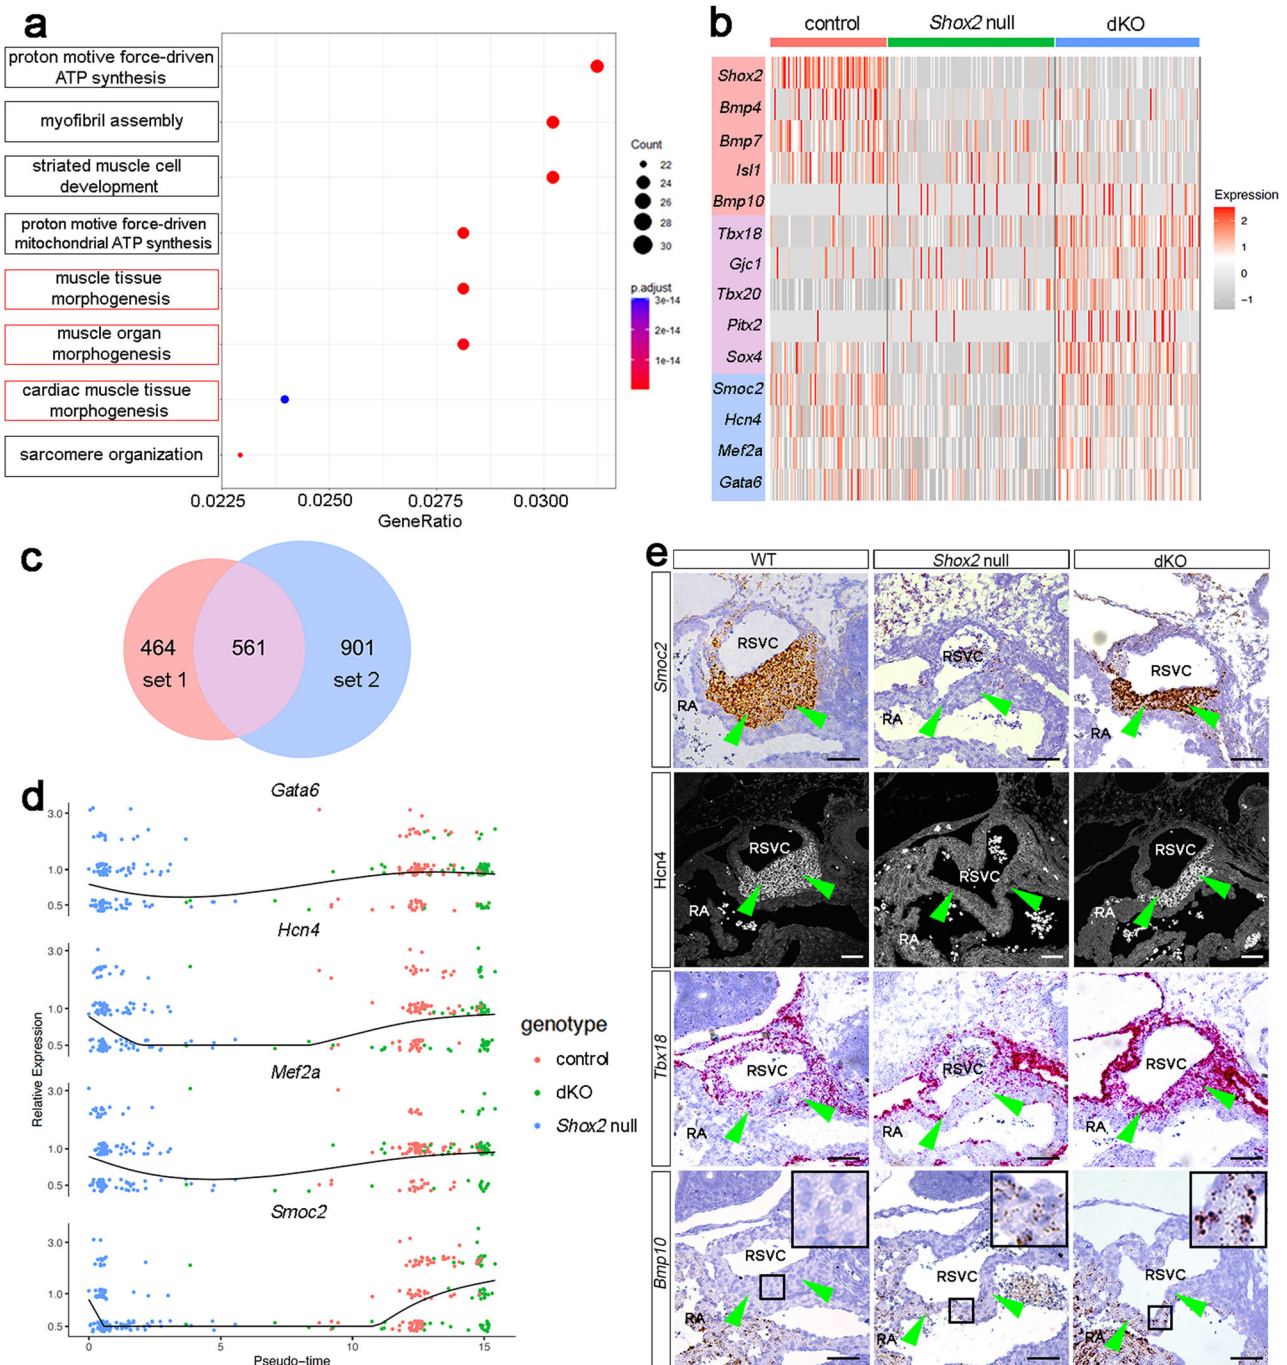 a
proton motive force-driven
ATP synthesis
myofibril assembly
striated muscle cell
development
proton motive force-driven
mitochondrial ATP synthesis
muscle tissue
morphogenesis
muscle organ
morphogenesis
cardiac muscle tissue
morphogenesis
sarcomere organization
0.0225
0.0250
0.0275
0.0300
GeneRatio
Count
22
24
26
28
30
p.adjust
3e-14
2e-14
1e-14
b
control
Shox2 null
dKO
Shox2
Bmp4
Bmp7
Isl1
Bmp10
Tbx18
Gjc1
Tbx20
Pitx2
Sox4
Smoc2
Hcn4
Mef2a
Gata6
Expression
2
1
0
−1
c
464
set 1
561
901
set 2
d
Gata6
3.0
1.0
0.5
Hcn4
3.0
1.0
0.5
Mef2a
3.0
1.0
0.5
Smoc2
3.0
1.0
0.5
Relative Expression
0
5
10
15
Pseudo-time
genotype
control
dKO
Shox2 null
e
WT
Shox2 null
dKO
Smoc2
RSVC
RA
RSVC
RA
RSVC
RA
Hcn4
RSVC
RA
RSVC
RA
RSVC
RA
Tbx18
RSVC
RA
RSVC
RA
RSVC
RA
Bmp10
RSVC
RA
RSVC
RA
RSVC
RA